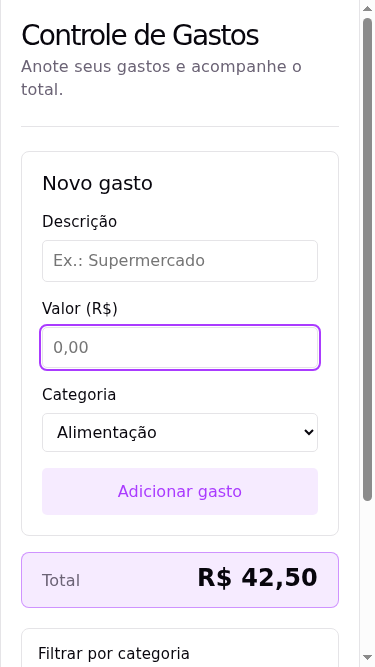 Controle de Gastos
Anote seus gastos e acompanhe o
total.
Novo gasto
Descrição
Ex.: Supermercado
Valor (R$)
0,00
Categoria
Alimentação
Adicionar gasto
Total
R$ 42,50
Filtrar por categoria